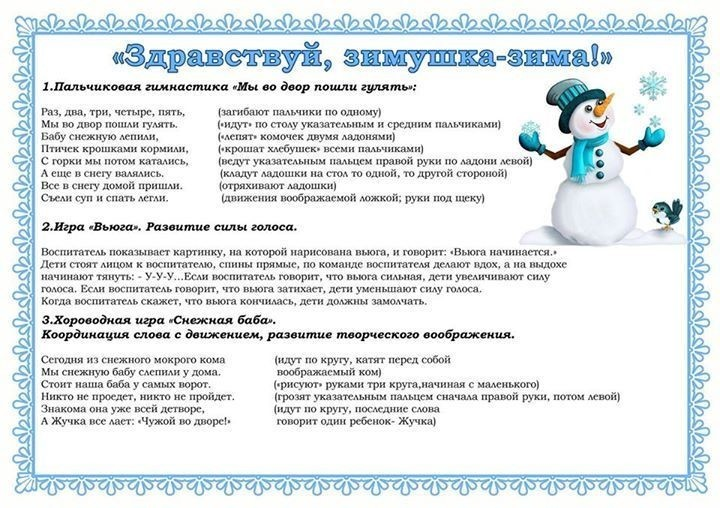 «Здравствуй, зимушка-зима!»
1.Пальчиковая гимнастика «Мы во двор пошли гулять»:
Раз, два, три, четыре, пять, (загибают пальчики по одному)
Мы во двор пошли гулять. («идут» по столу указательным и средним пальчиками)
Бабу снежную лепили, («лепят» комочек двумя ладонями)
Птичек крошками кормили, («крошат хлебушек» всеми пальчиками)
С горки мы потом катались, (ведут указательным пальцем правой руки по ладони левой)
А еще в снегу валялись. (кладут ладошки на стол то одной, то другой стороной)
Все в снегу домой пришли. (отряхивают ладошки)
Съели суп и спать легли. (движения воображаемой ложкой; руки под щеку)
2.Игра «Вьюга». Развитие силы голоса.
Воспитатель показывает картинку, на которой нарисована вьюга, и говорит: «Вьюга начинается.»
Дети стоят лицом к воспитателю, спины прямые, по команде воспитателя делают вдох, а на выдохе
начинают тянуть: - У-У-У...Если воспитатель говорит, что вьюга сильная, дети увеличивают силу
голоса. Если воспитатель говорит, что вьюга затихает, дети уменьшают силу голоса.
Когда воспитатель скажет, что вьюга кончилась, дети должны замолчать.
3.Хороводная игра «Снежная баба».
Координация слова с движением, развитие творческого воображения.
Сегодня из снежного мокрого кома (идут по кругу, катят перед собой
Мы снежную бабу слепили у дома. воображаемый ком)
Стоит наша баба у самых ворот. («рисуют» руками три круга,начиная с маленького)
Никто не проедет, никто не пройдет. (грозят указательным пальцем сначала правой руки, потом левой)
Знакома она уже всей детворе, (идут по кругу, последние слова
А Жучка все лает: «Чужой во дворе!» говорит один ребенок- Жучка)